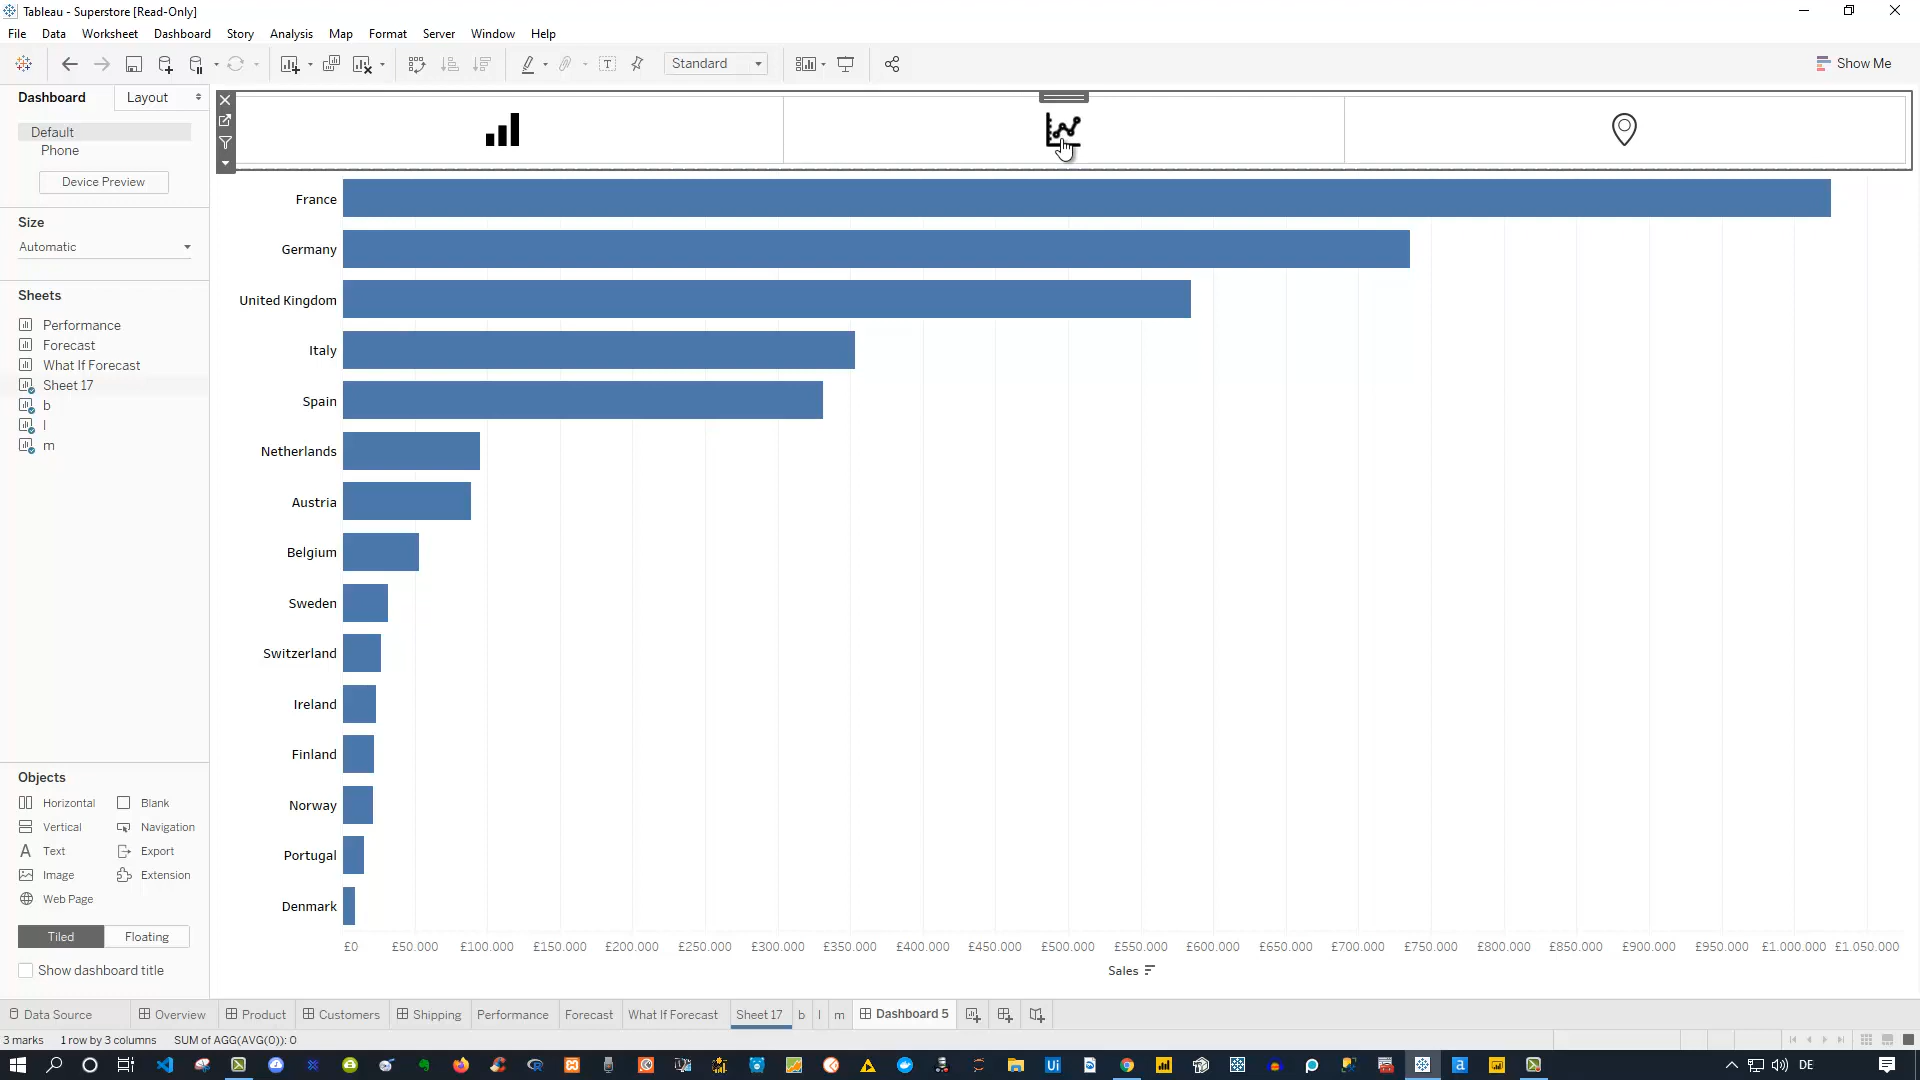 Tableau - Superstore [Read-Only]
File Data Worksheet Dashboard Story Analysis Map Format Server Window Help
Standard
Show Me
Dashboard Layout
Default
Phone
Device Preview
Size
Automatic
Sheets
Performance
Forecast
What If Forecast
Sheet 17
b
l
m
Objects
Horizontal Blank
Vertical Navigation
Text Export
Image Extension
Web Page
Tiled Floating
Show dashboard title
France
Germany
United Kingdom
Italy
Spain
Netherlands
Austria
Belgium
Sweden
Switzerland
Ireland
Finland
Norway
Portugal
Denmark
£0 £50.000 £100.000 £150.000 £200.000 £250.000 £300.000 £350.000 £400.000 £450.000 £500.000 £550.000 £600.000 £650.000 £700.000 £750.000 £800.000 £850.000 £900.000 £950.000 £1.000.000 £1.050.000
Sales
Data Source Overview Product Customers Shipping Performance Forecast What If Forecast Sheet 17 b l m Dashboard 5
3 marks 1 row by 3 columns SUM of AGG(AVG(0)): 0
DE